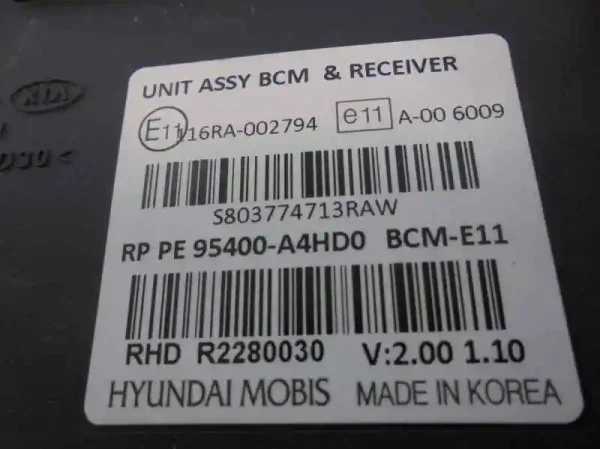 UNIT ASSY BCM & RECEIVER
E11 16RA-002794 e11 A-00 6009
S803774713RAW
RP PE 95400-A4HD0 BCM-E11
RHD R2280030 V:2.00 1.10
HYUNDAI MOBIS MADE IN KOREA
KIA